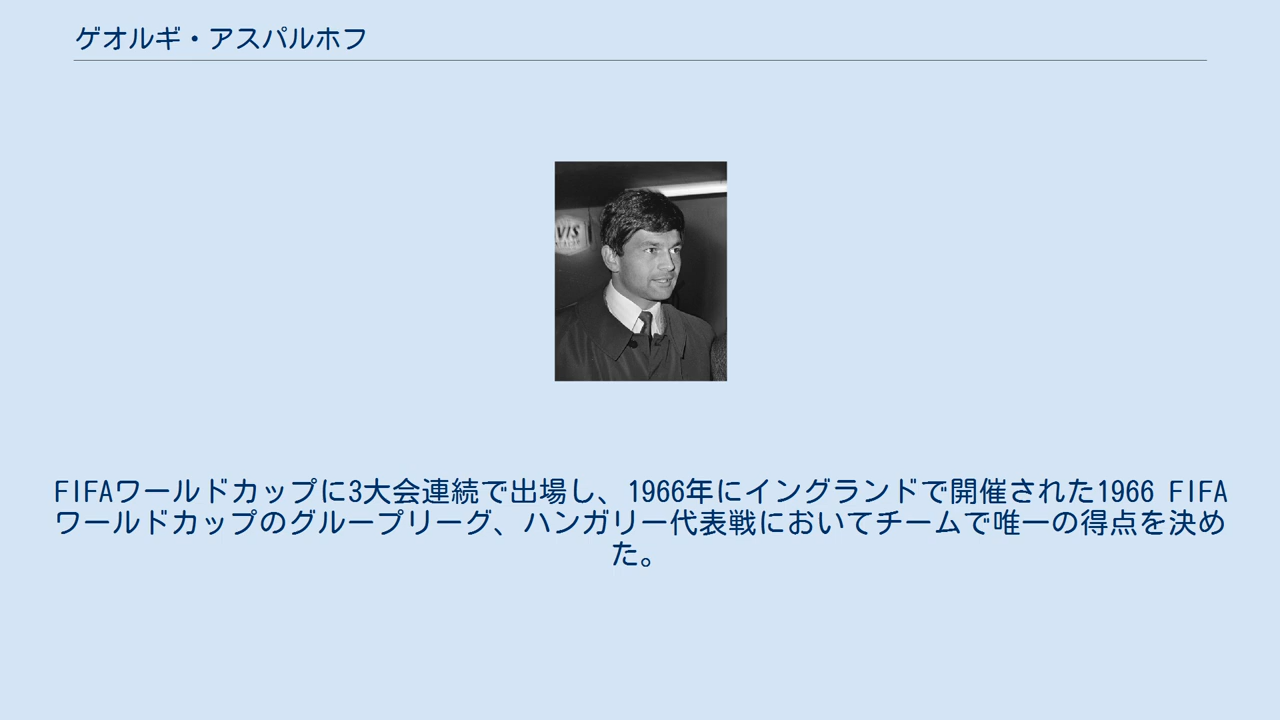 ゲオルギ・アスパルホフ
VIS
FIFAワールドカップに3大会連続で出場し、1966年にイングランドで開催された1966 FIFA
ワールドカップのグループリーグ、ハンガリー代表戦においてチームで唯一の得点を決め
た。